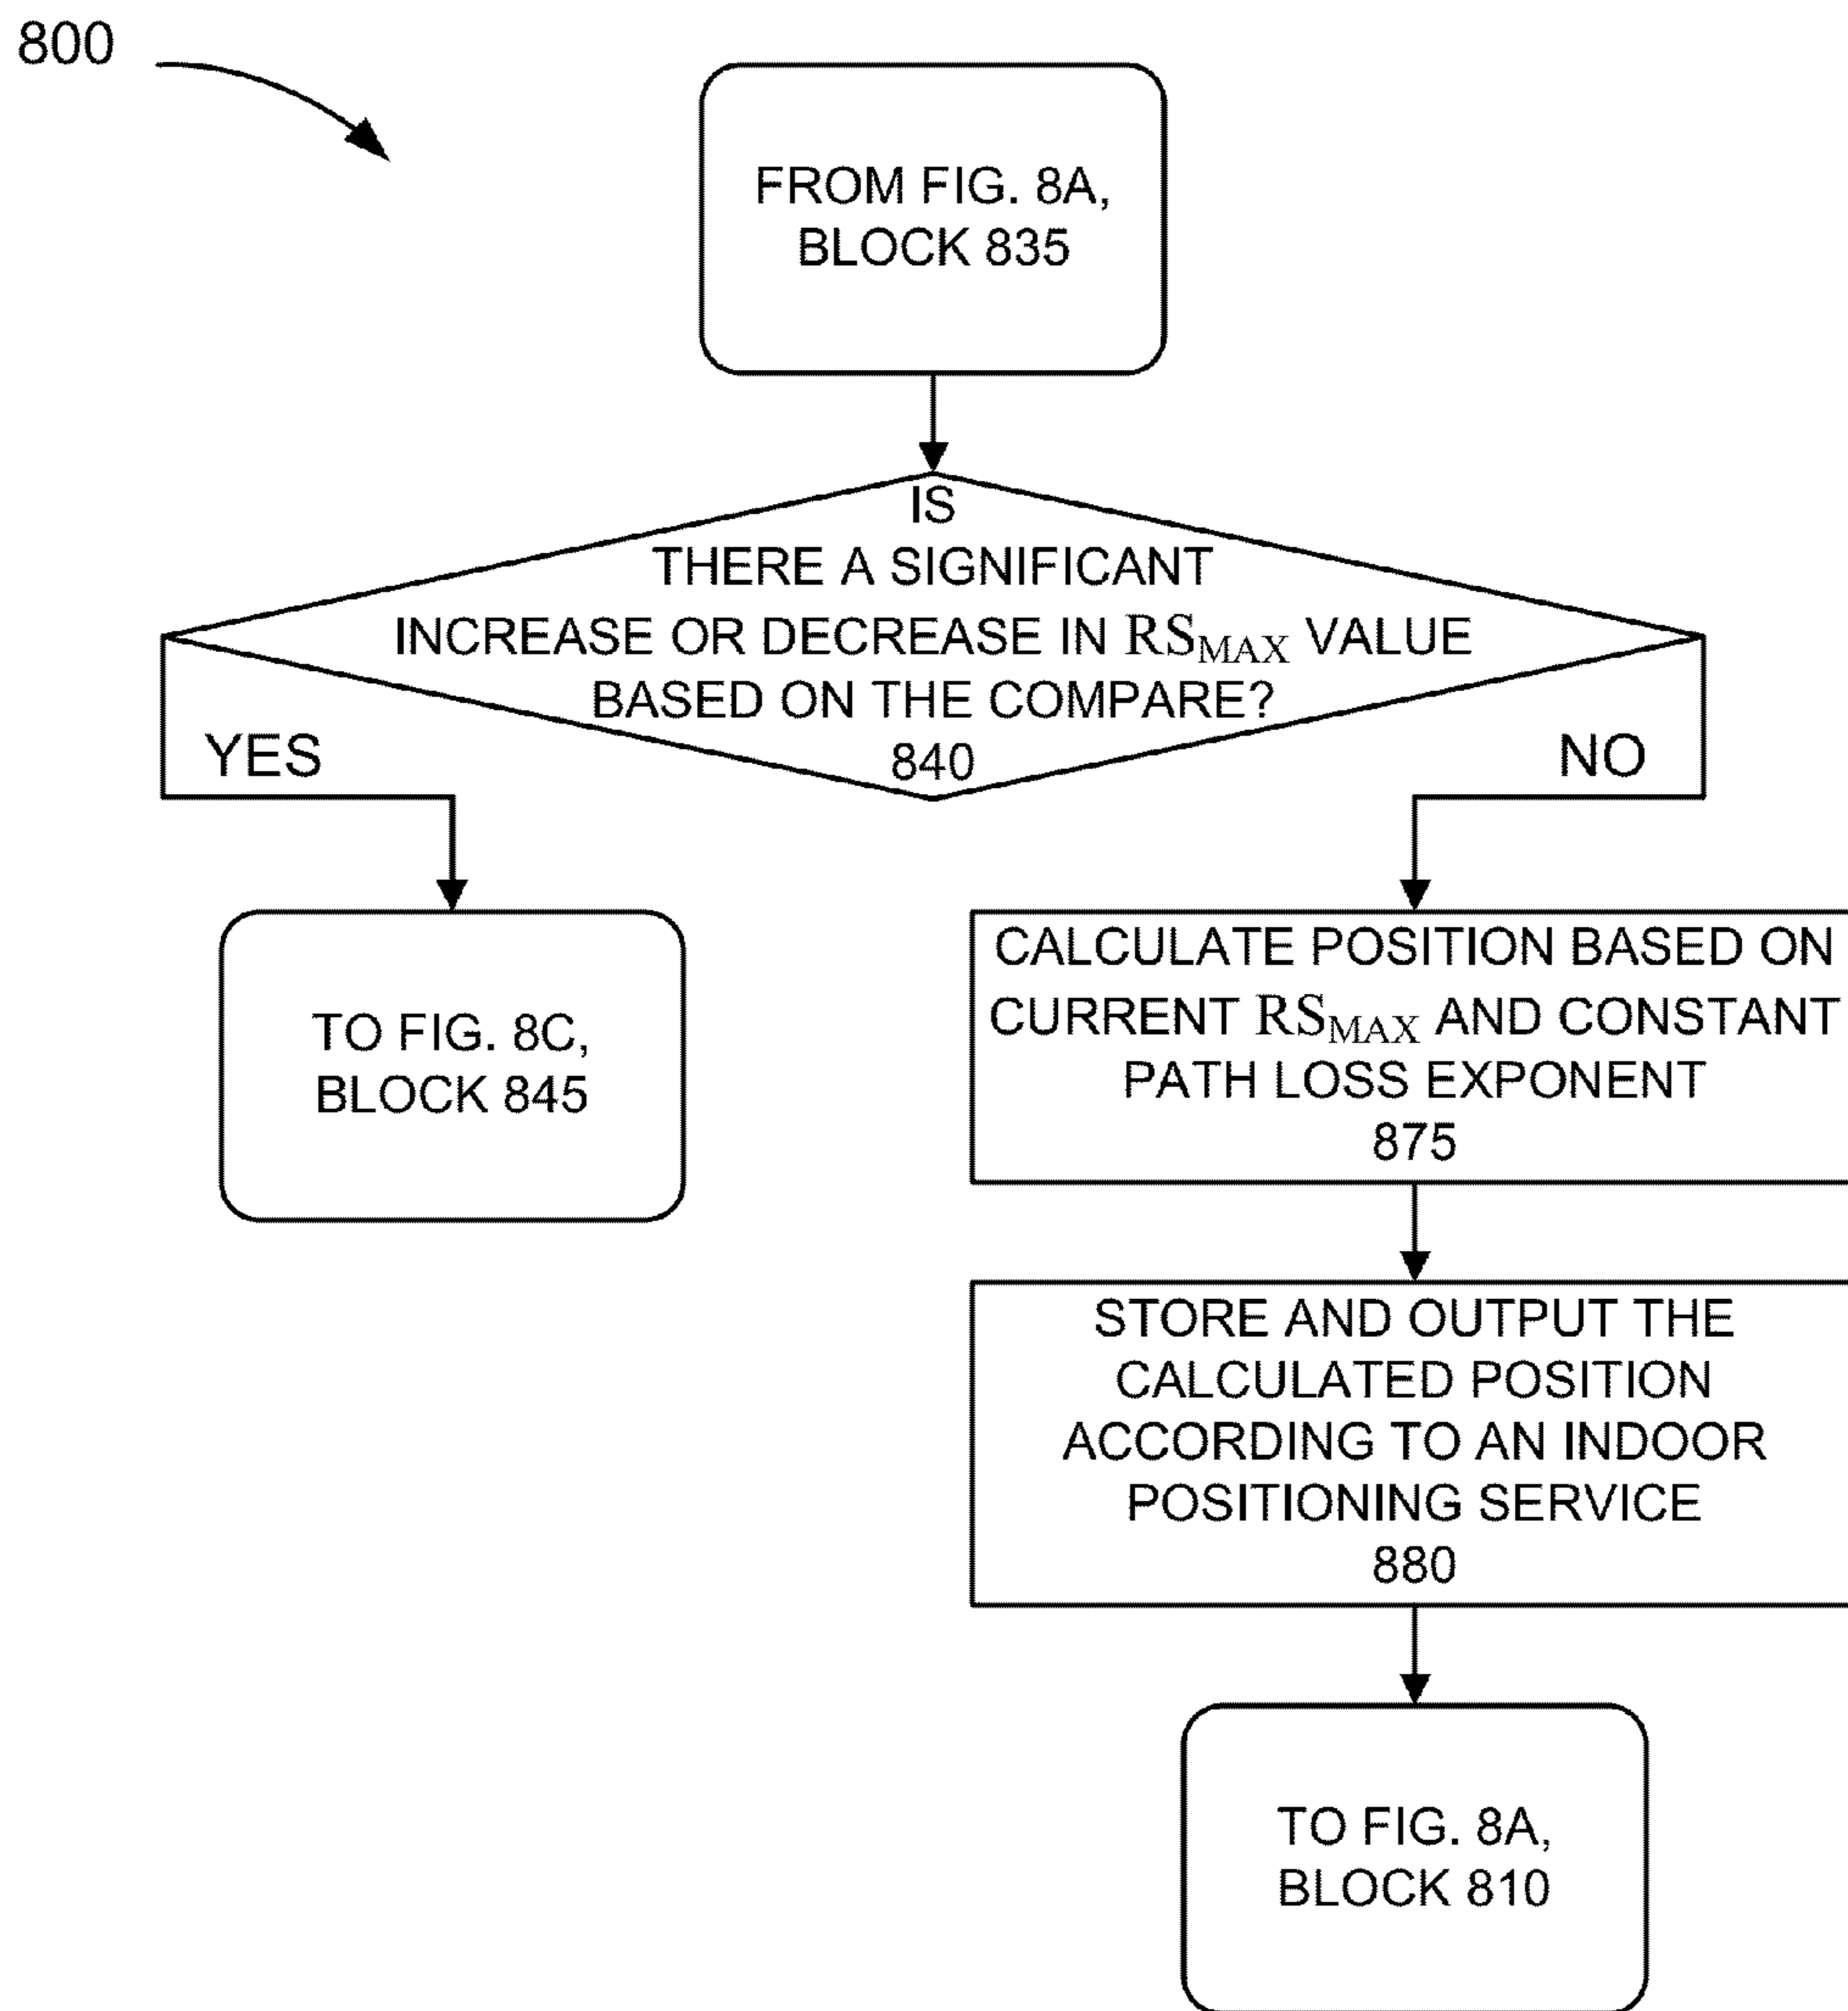 800
FROM FIG. 8A,
BLOCK 835
IS
THERE A SIGNIFICANT
INCREASE OR DECREASE IN RSMAX VALUE
BASED ON THE COMPARE?
840
YES
NO
TO FIG. 8C,
BLOCK 845
CALCULATE POSITION BASED ON
CURRENT RSMAX AND CONSTANT
PATH LOSS EXPONENT
875
STORE AND OUTPUT THE
CALCULATED POSITION
ACCORDING TO AN INDOOR
POSITIONING SERVICE
880
TO FIG. 8A,
BLOCK 810